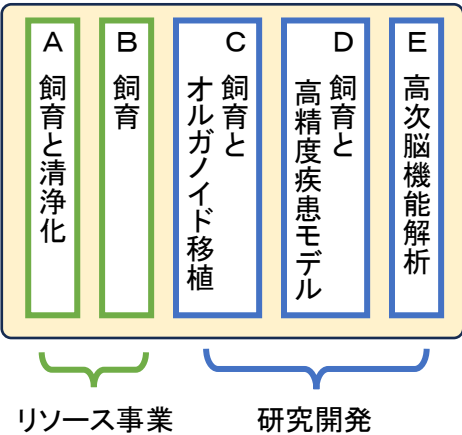 A
飼育と清浄化
B
飼育
C
飼育と
オルガノイド移植
D
飼育と
高精度疾患モデル
E
高次脳機能解析
リソース事業
研究開発